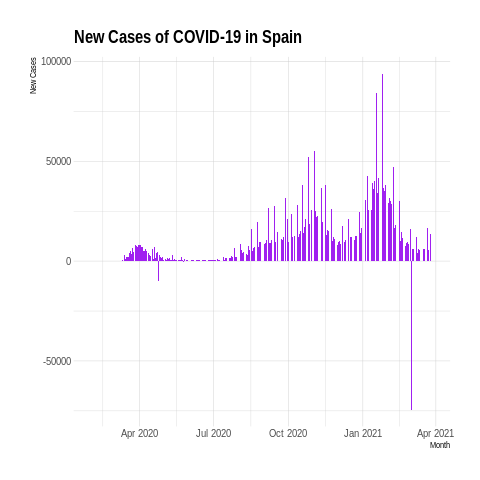 New Cases of COVID-19 in Spain
New Cases
100000
50000
0
-50000
Apr 2020 Jul 2020 Oct 2020 Jan 2021 Apr 2021
Month